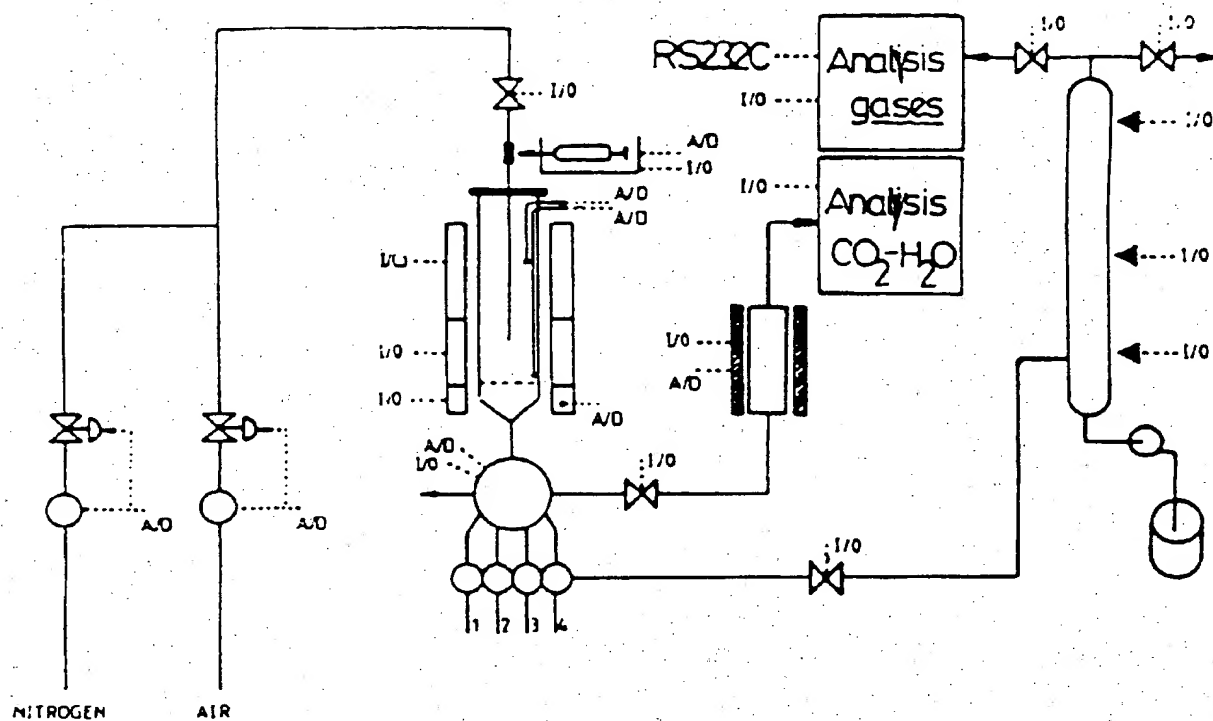 I/O
I/O
RS232C
Analysis
gases
I/O
I/O
A/D
I/O
I/O
I/O
A/D
A/D
Analysis
CO2-H2O
I/O
I/O
I/O
A/D
I/O
I/O
I/O
A/D
A/D
I/O
I/O
A/D
A/D
I/O
1 2 3 4
NITROGEN AIR